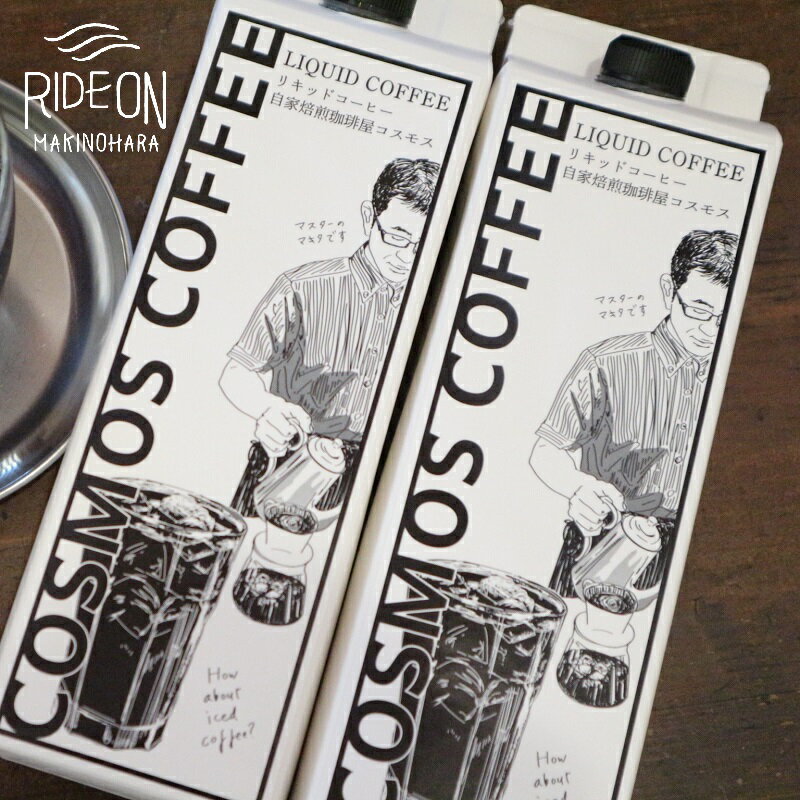 RIDE ON
MAKINOHARA
LIQUID COFFEE
リキッドコーヒー
自家焙煎珈琲屋コスモス
マスターの
マキタです
COSMOS COFFEE
How
about
iced
coffee?
LIQUID COFFEE
リキッドコーヒー
自家焙煎珈琲屋コスモス
マスターの
マキタです
COSMOS COFFEE
How
about
iced